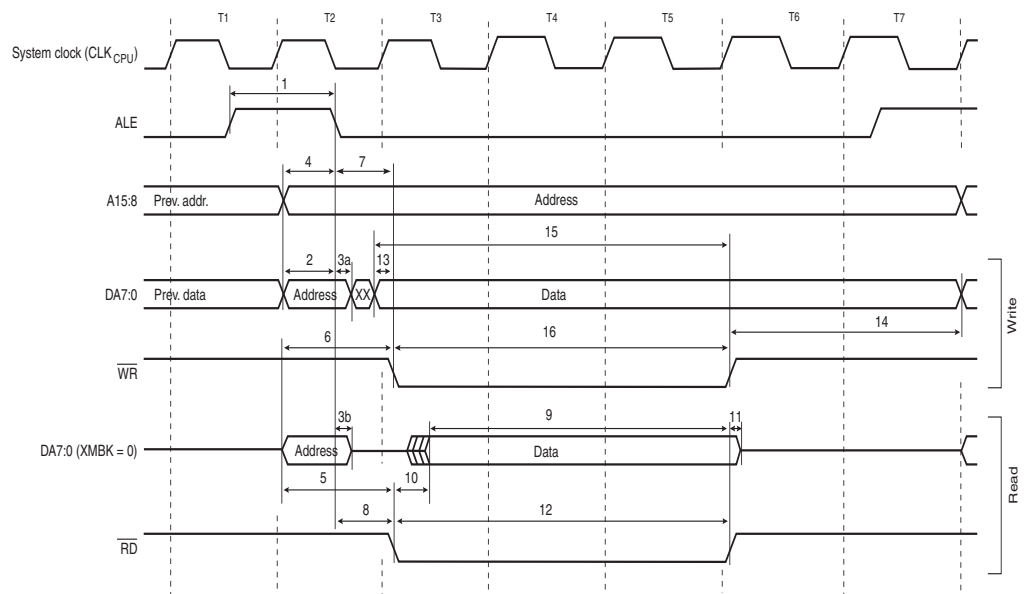 T1 T2 T3 T4 T5 T6 T7
System clock (CLKCPU)
1
ALE
4 7
A15:8 Prev. addr. Address
15
2 3a 13
DA7:0 Prev. data Address XX Data
14
6 16
WR
Write
3b 9 11
DA7:0 (XMBK = 0) Address Data
5 10
8 12
RD
Read